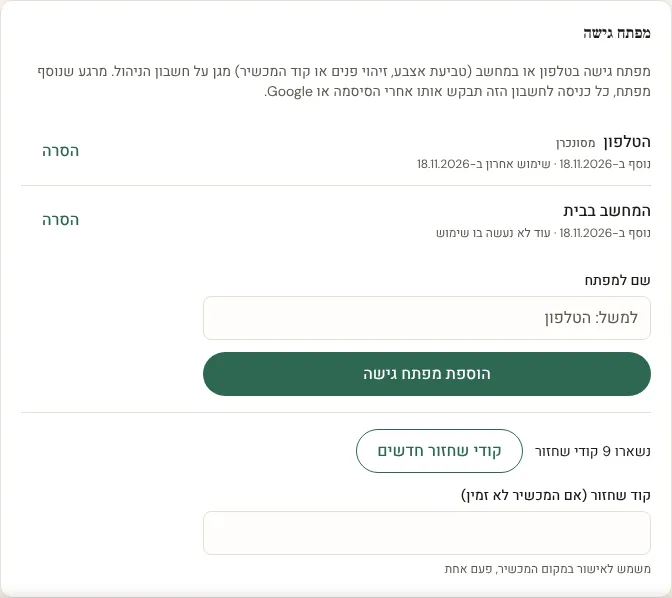 מפתח גישה
מפתח גישה בטלפון או במחשב (טביעת אצבע, זיהוי פנים או קוד המכשיר) מגן על חשבון הניהול. מרגע שנוסף
מפתח, כל כניסה לחשבון הזה תבקש אותו אחרי הסיסמה או Google.
הטלפון מסונכרן
הסרה
נוסף ב-18.11.2026 · שימוש אחרון ב-18.11.2026
המחשב בבית
הסרה
נוסף ב-18.11.2026 · עוד לא נעשה בו שימוש
שם למפתח
למשל: הטלפון
הוספת מפתח גישה
נשארו 9 קודי שחזור
קודי שחזור חדשים
קוד שחזור (אם המכשיר לא זמין)
משמש לאישור במקום המכשיר, פעם אחת